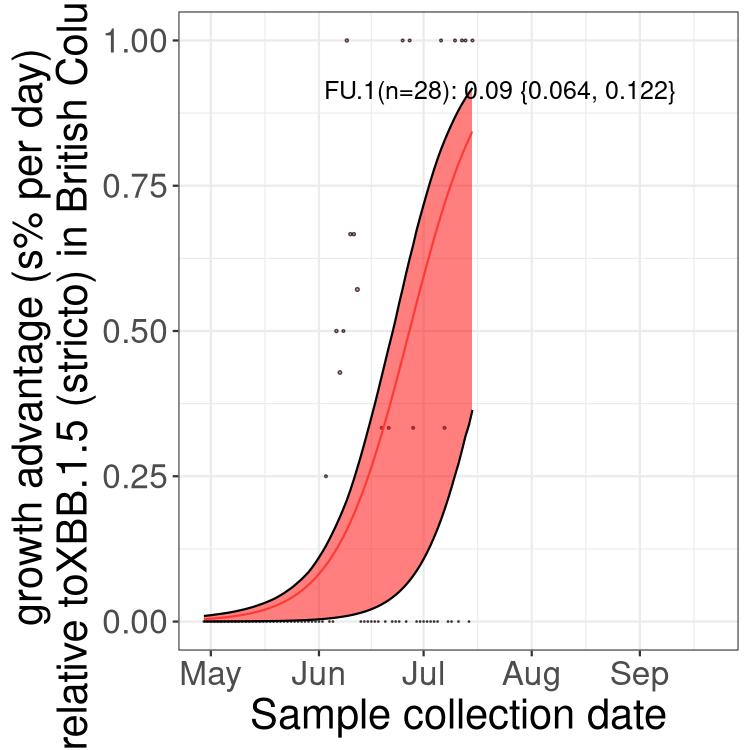 growth advantage (s% per day)
relative toXBB.1.5 (stricto) in British Colu
1.00
0.75
0.50
0.25
0.00
FU.1(n=28): 0.09 {0.064, 0.122}
May Jun Jul Aug Sep
Sample collection date